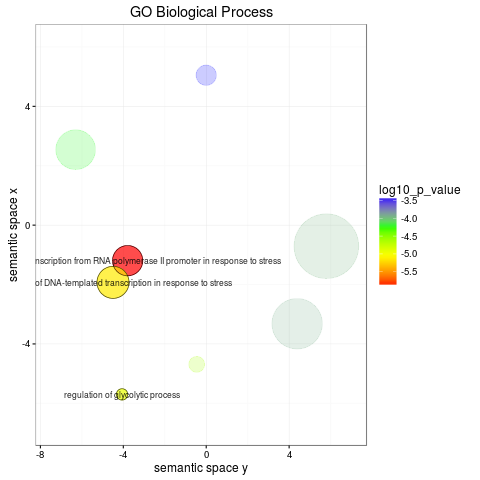 GO Biological Process
semantic space x
4
0
-4
-8
-4
0
4
semantic space y
nscription from RNA polymerase II promoter in response to stress
of DNA-templated transcription in response to stress
regulation of glycolytic process
log10_p_value
-3.5
-4.0
-4.5
-5.0
-5.5